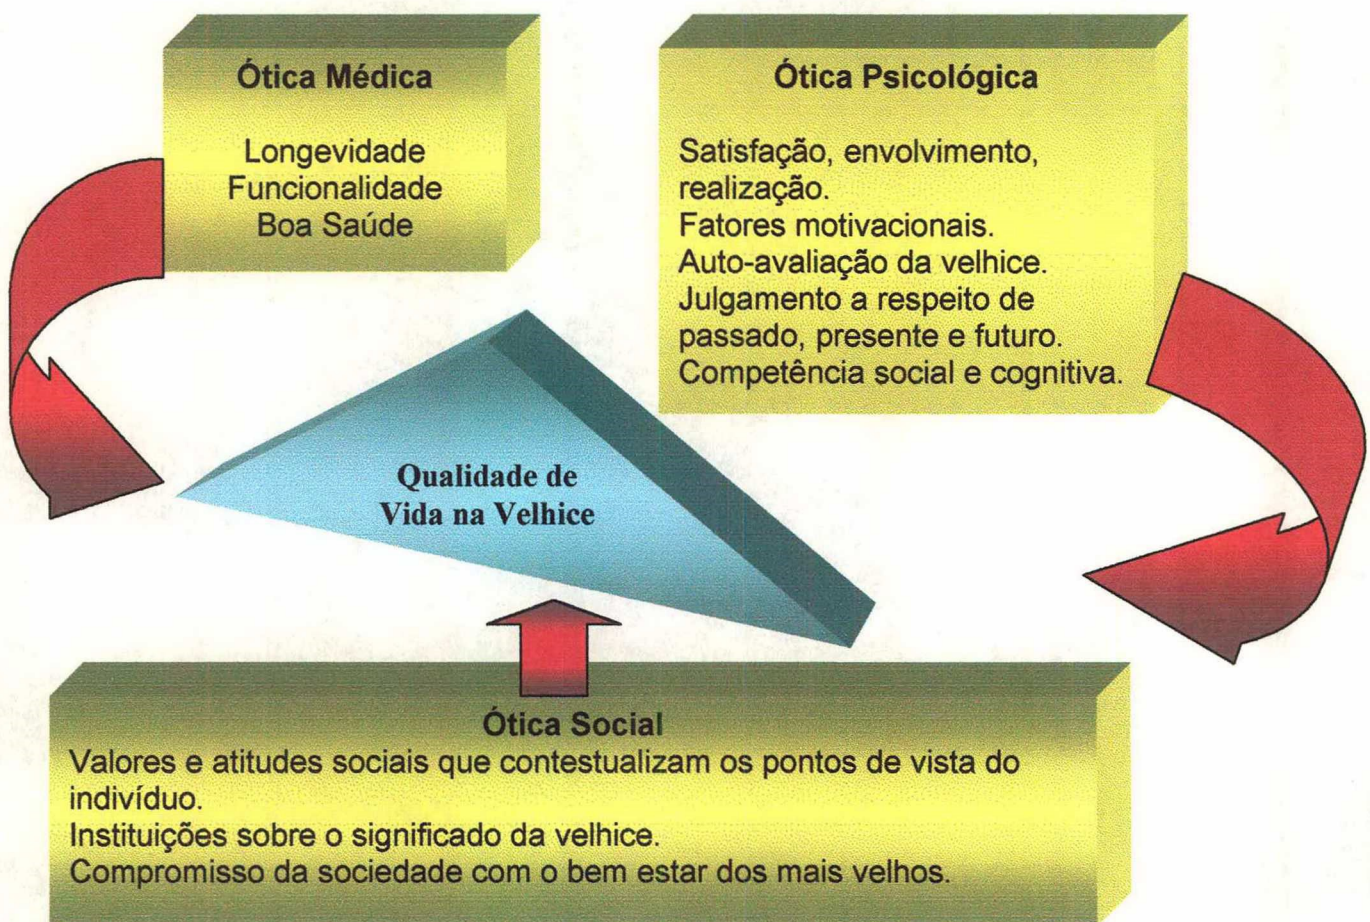 Ótica Médica
Longevidade
Funcionalidade
Boa Saúde
Ótica Psicológica
Satisfação, envolvimento,
realização.
Fatores motivacionais.
Auto-avaliação da velhice.
Julgamento a respeito de
passado, presente e futuro.
Competência social e cognitiva.
Qualidade de
Vida na Velhice
Ótica Social
Valores e atitudes sociais que contestualizam os pontos de vista do
indivíduo.
Instituições sobre o significado da velhice.
Compromisso da sociedade com o bem estar dos mais velhos.